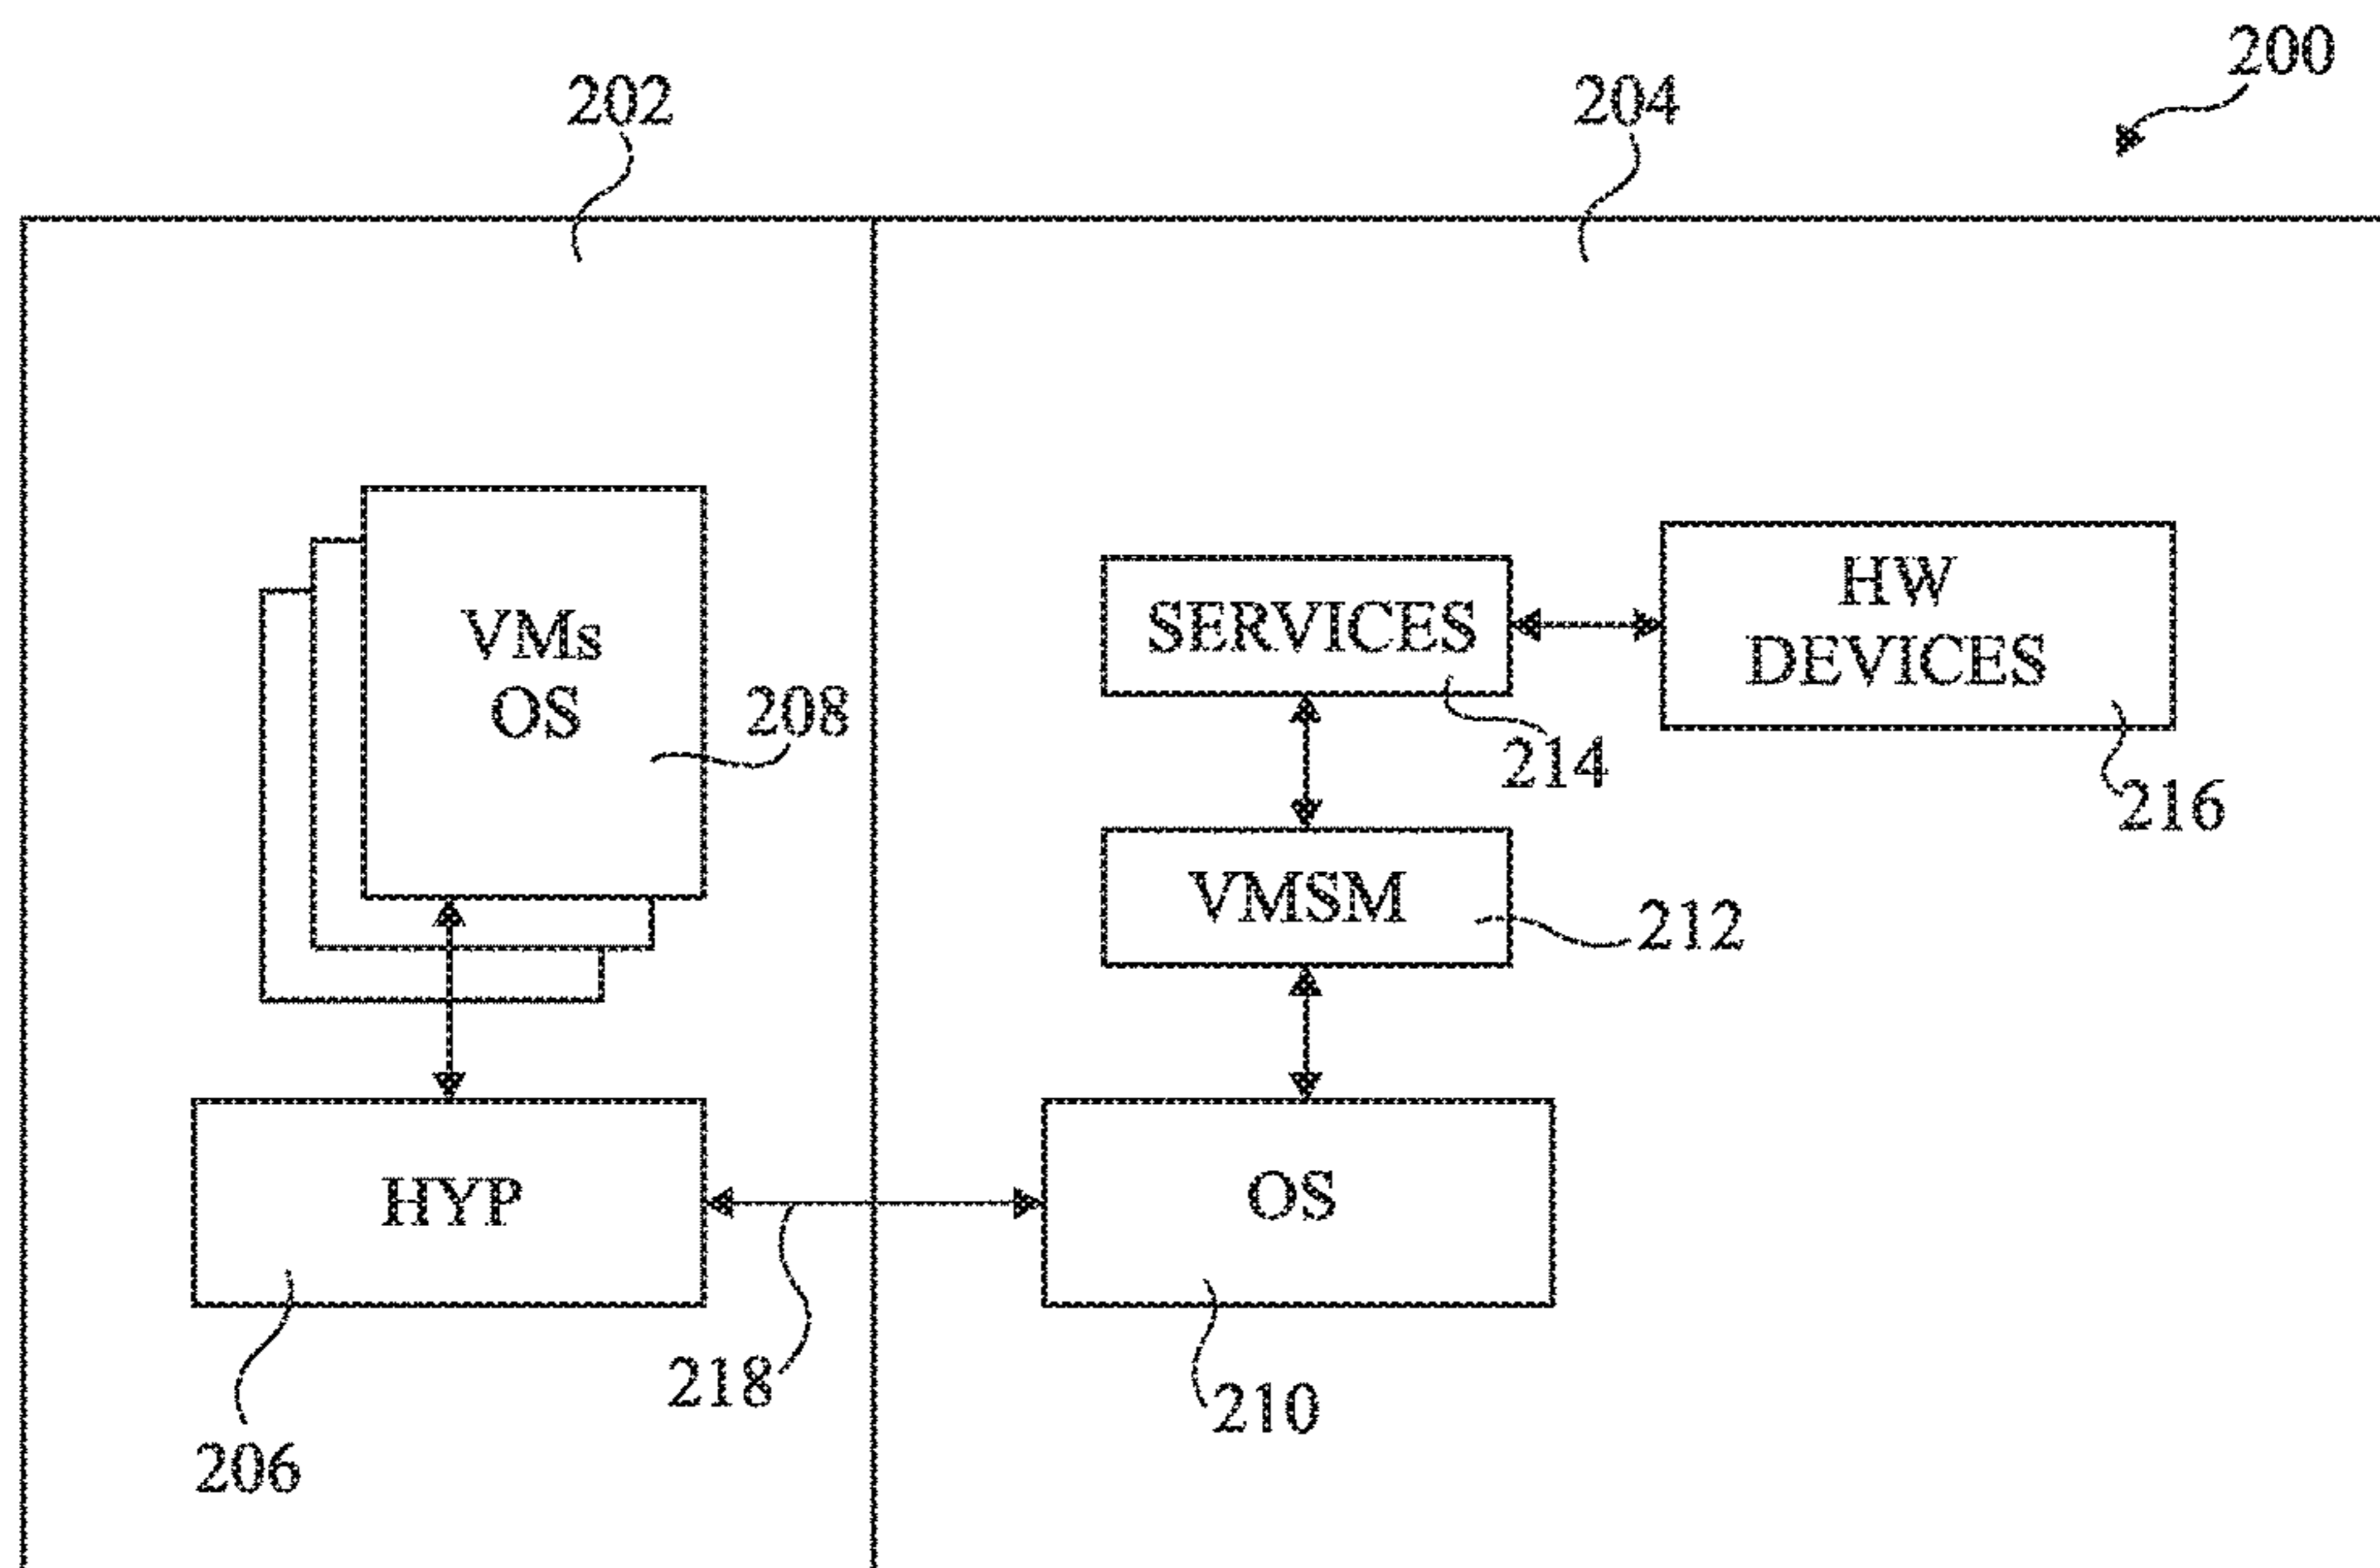 200
202
204
VMs
OS
208
SERVICES
HW
DEVICES
214
216
VMSM
212
HYP
OS
218
210
206